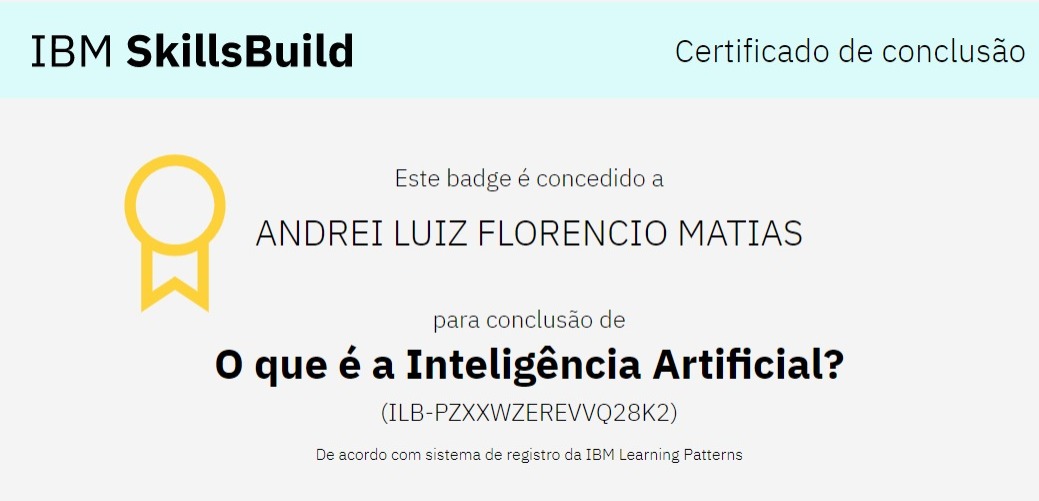 IBM SkillsBuild
Certificado de conclusão
Este badge é concedido a
ANDREI LUIZ FLORENCIO MATIAS
para conclusão de
O que é a Inteligência Artificial?
(ILB-PZXXWZEREVVQ28K2)
De acordo com sistema de registro da IBM Learning Patterns